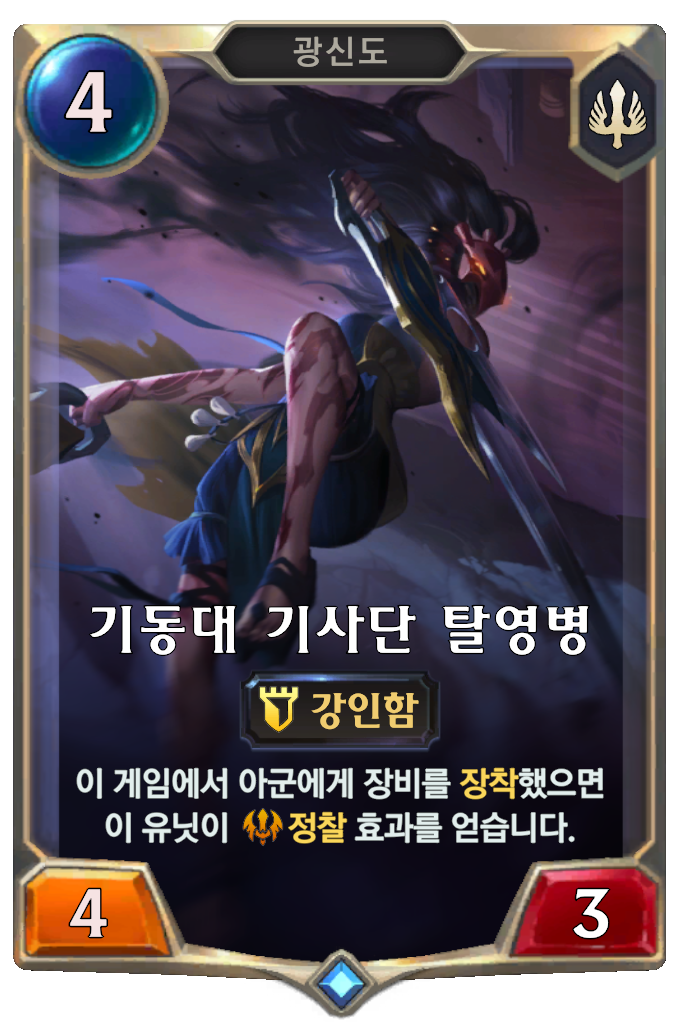 광신도
4
기동대 기사단 탈영병
강인함
이 게임에서 아군에게 장비를 장착했으면
이 유닛이 정찰 효과를 얻습니다.
4
3